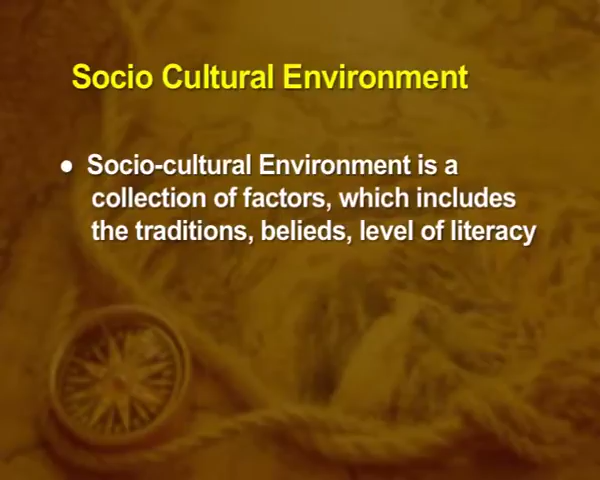 Socio Cultural Environment
● Socio-cultural Environment is a
collection of factors, which includes
the traditions, belieds, level of literacy